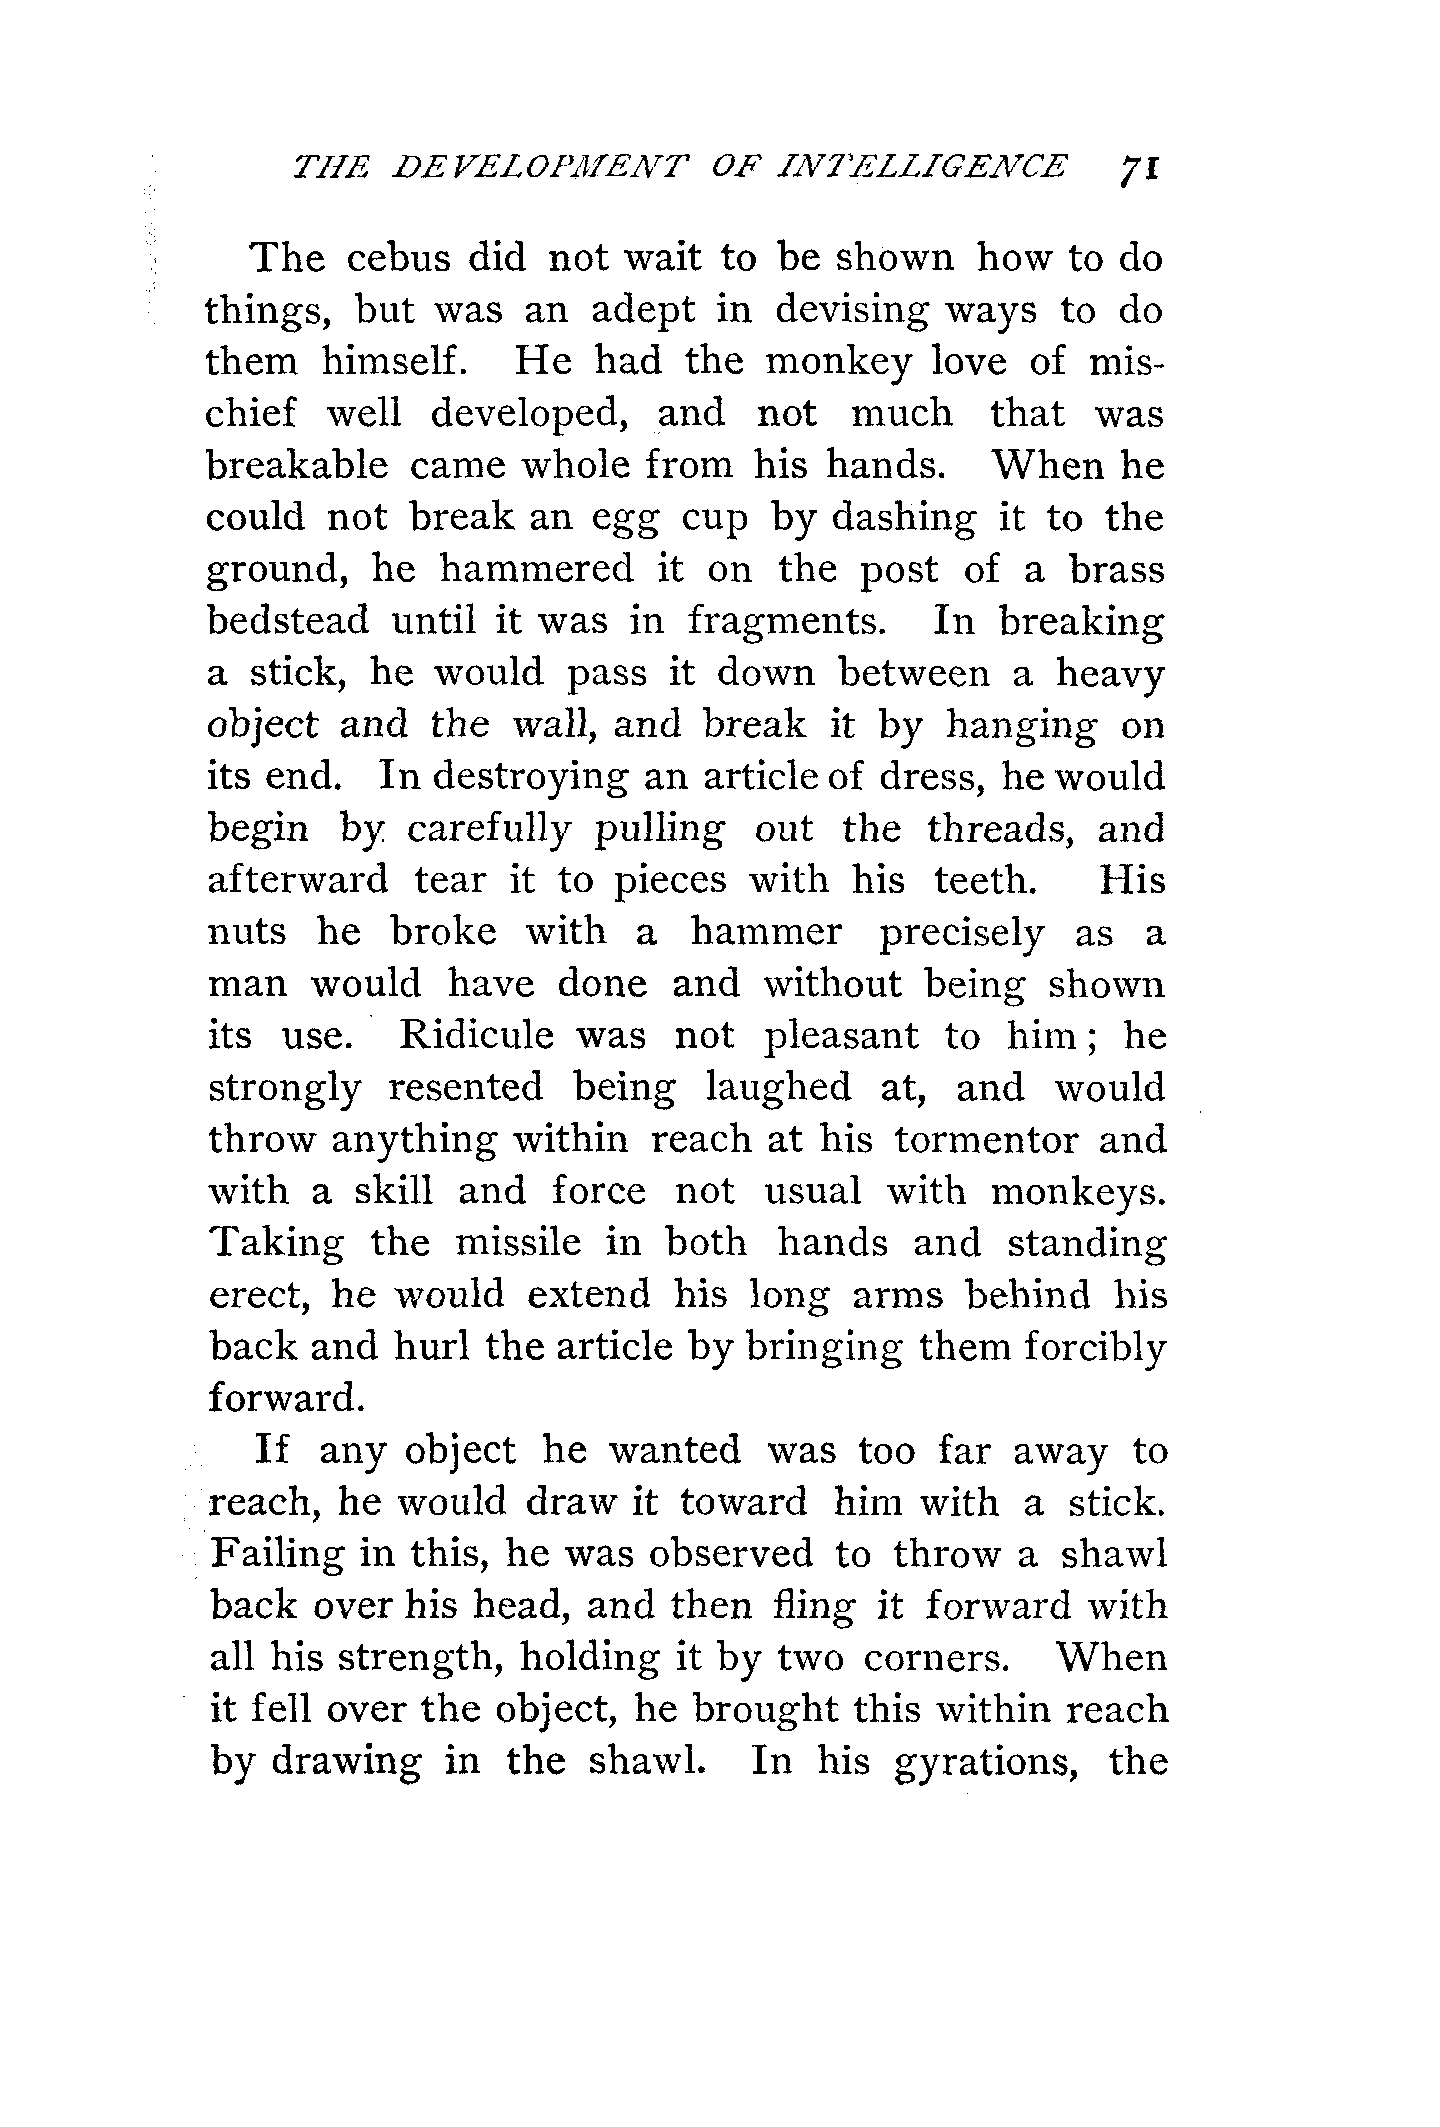 THE DEVELOPMENT OF INTELLIGENCE 71
The cebus did not wait to be shown how to do
things, but was an adept in devising ways to do
them himself. He had the monkey love of mis-
chief well developed, and not much that was
breakable came whole from his hands. When he
could not break an egg cup by dashing it to the
ground, he hammered it on the post of a brass
bedstead until it was in fragments. In breaking
a stick, he would pass it down between a heavy
object and the wall, and break it by hanging on
its end. In destroying an article of dress, he would
begin by carefully pulling out the threads, and
afterward tear it to pieces with his teeth. His
nuts he broke with a hammer precisely as a
man would have done and without being shown
its use. Ridicule was not pleasant to him; he
strongly resented being laughed at, and would
throw anything within reach at his tormentor and
with a skill and force not usual with monkeys.
Taking the missile in both hands and standing
erect, he would extend his long arms behind his
back and hurl the article by bringing them forcibly
forward.
If any object he wanted was too far away to
reach, he would draw it toward him with a stick.
Failing in this, he was observed to throw a shawl
back over his head, and then fling it forward with
all his strength, holding it by two corners. When
it fell over the object, he brought this within reach
by drawing in the shawl. In his gyrations, the